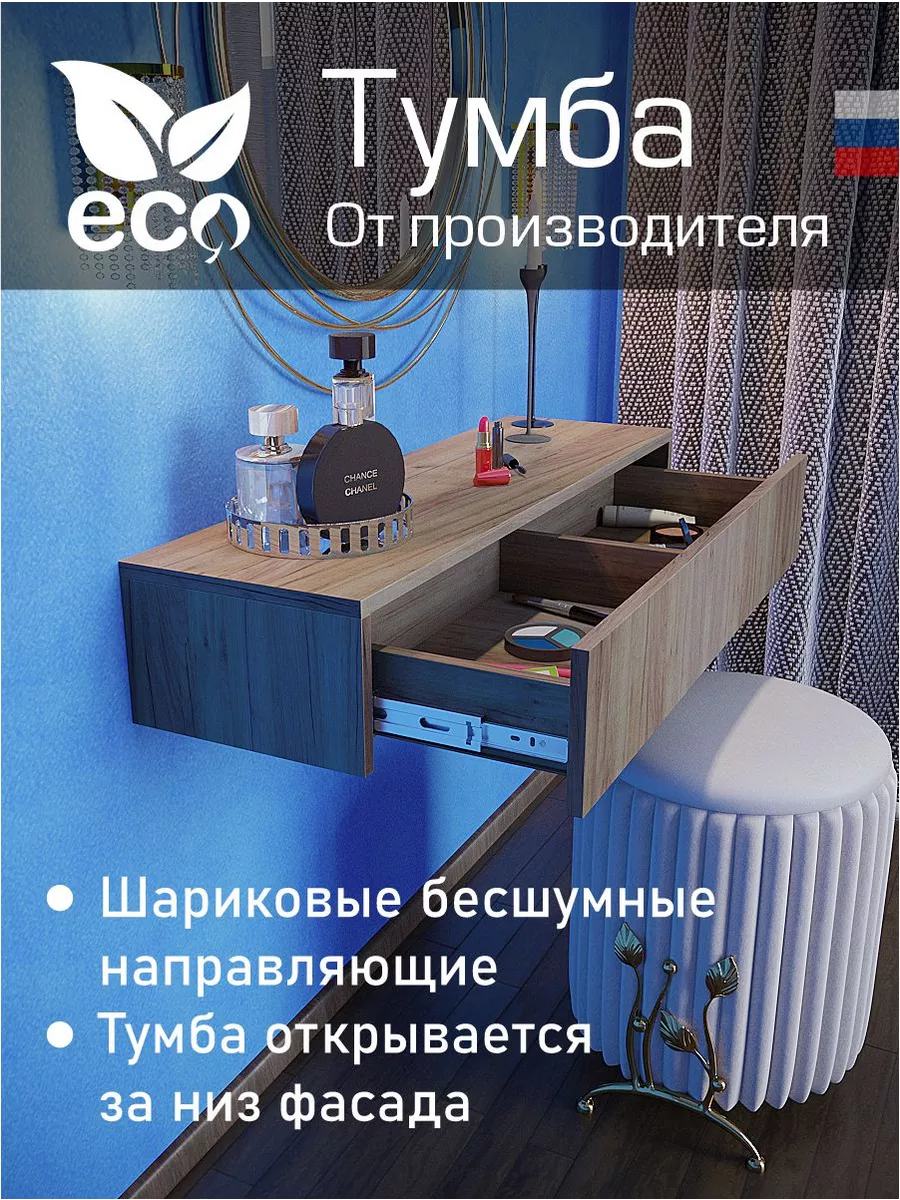 eco
Тумба
От производителя
CHANCE
CHANEL
• Шариковые бесшумные
направляющие
• Тумба открывается
за низ фасада